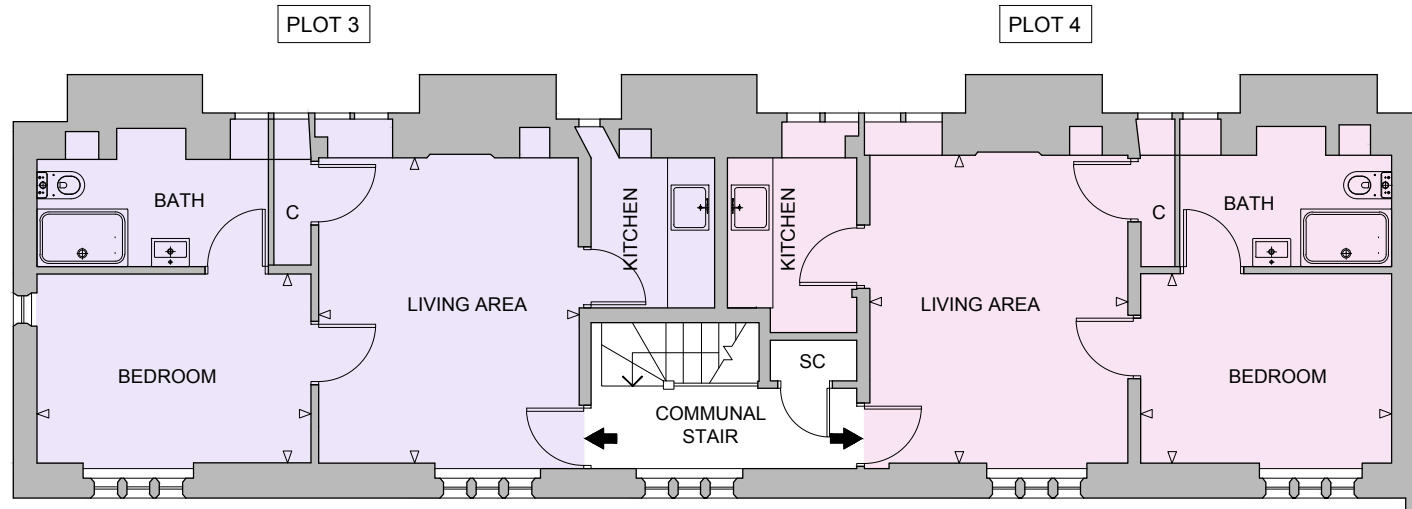 PLOT 3
PLOT 4
BATH
C
LIVING AREA
KITCHEN
BEDROOM
KITCHEN
LIVING AREA
C
BATH
BEDROOM
SC
COMMUNAL
STAIR